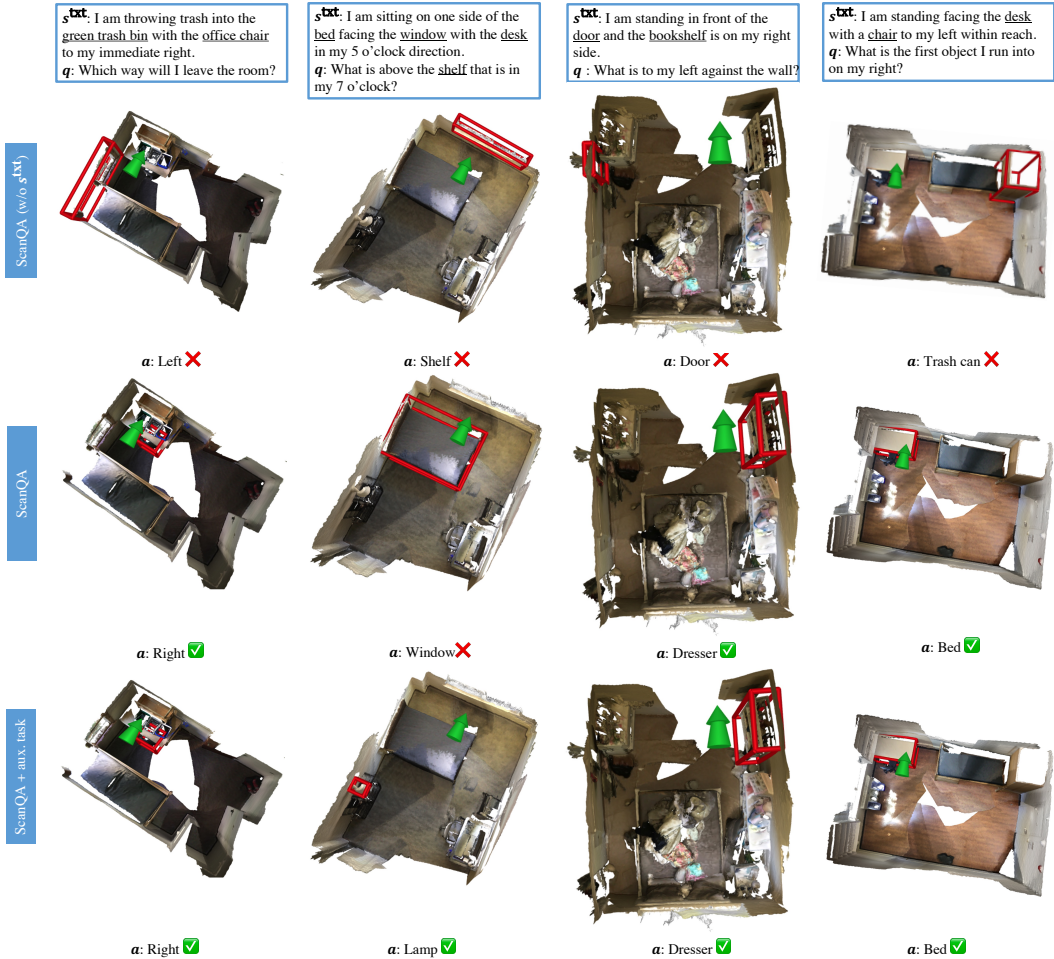 s^txt: I am throwing trash into the
green trash bin with the office chair
to my immediate right.
q: Which way will I leave the room?
s^txt: I am sitting on one side of the
bed facing the window with the desk
in my 5 o'clock direction.
q: What is above the shelf that is in
my 7 o'clock?
s^txt: I am standing in front of the
door and the bookshelf is on my right
side.
q : What is to my left against the wall?
s^txt: I am standing facing the desk
with a chair to my left within reach.
q: What is the first object I run into
on my right?
ScanQA (w/o s^txt)
a: Left ❌
a: Shelf ❌
a: Door ❌
a: Trash can ❌
ScanQA
a: Right ✅
a: Window❌
a: Dresser ✅
a: Bed ✅
ScanQA + aux. task
a: Right ✅
a: Lamp ✅
a: Dresser ✅
a: Bed ✅